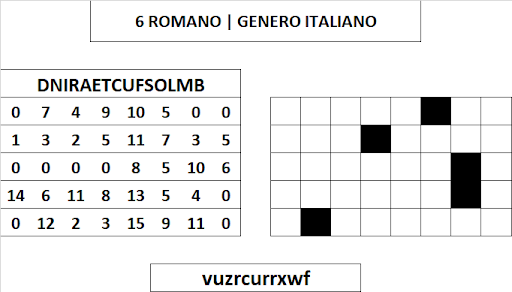 6 ROMANO | GENERO ITALIANO
DNIRAETCUFSOLMB
0 7 4 9 10 5 0 0
1 3 2 5 11 7 3 5
0 0 0 0 8 5 10 6
14 6 11 8 13 5 4 0
0 12 2 3 15 9 11 0
vuzrcurrxwf